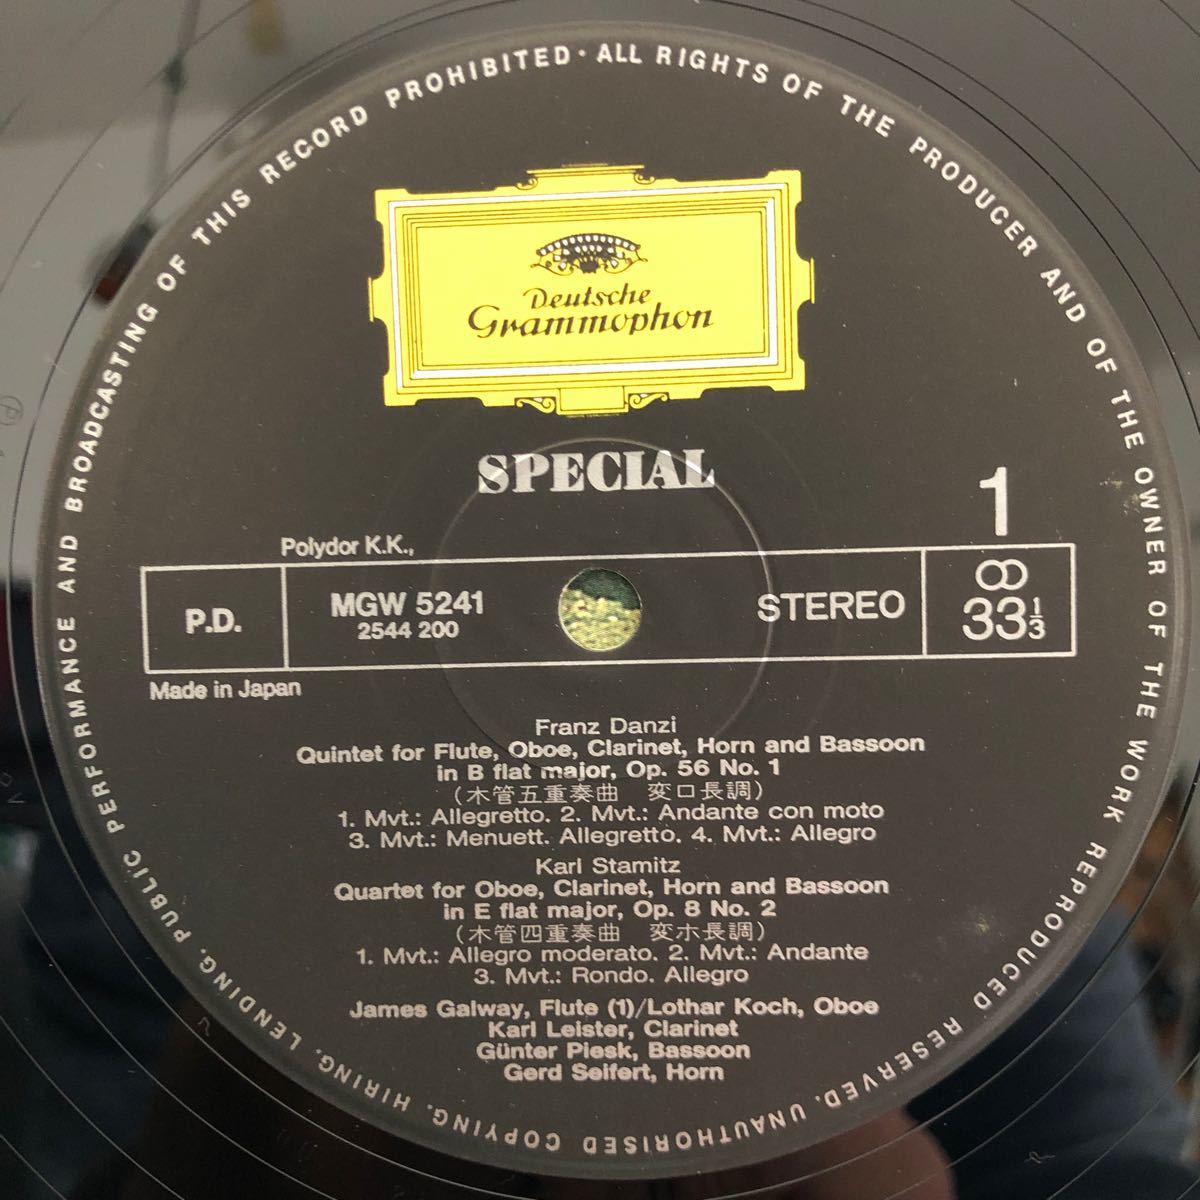 ALL RIGHTS OF THE PRODUCER AND OF THE OWNER OF THE WORK REPRODUCED RESERVED. UNAUTHORISED COPYING, HIRING, LENDING, PUBLIC PERFORMANCE AND BROADCASTING OF THIS RECORD PROHIBITED ·
Deutsche
Grammophon
SPECIAL
1
Polydor K.K.,
P.D.
MGW 5241
2544 200
STEREO
33 1/3
Made in Japan
Franz Danzi
Quintet for Flute, Oboe, Clarinet, Horn and Bassoon
in B flat major, Op. 56 No. 1
(木管五重奏曲 変ロ長調)
1. Mvt.: Allegretto. 2. Mvt.: Andante con moto
3. Mvt.: Menuett. Allegretto. 4. Mvt.: Allegro
Karl Stamitz
Quartet for Oboe, Clarinet, Horn and Bassoon
in E flat major, Op. 8 No. 2
(木管四重奏曲 変ホ長調)
1. Mvt.: Allegro moderato. 2. Mvt.: Andante
3. Mvt.: Rondo. Allegro
James Galway, Flute (1)/Lothar Koch, Oboe
Karl Leister, Clarinet
Günter Piesk, Bassoon
Gerd Seifert, Horn